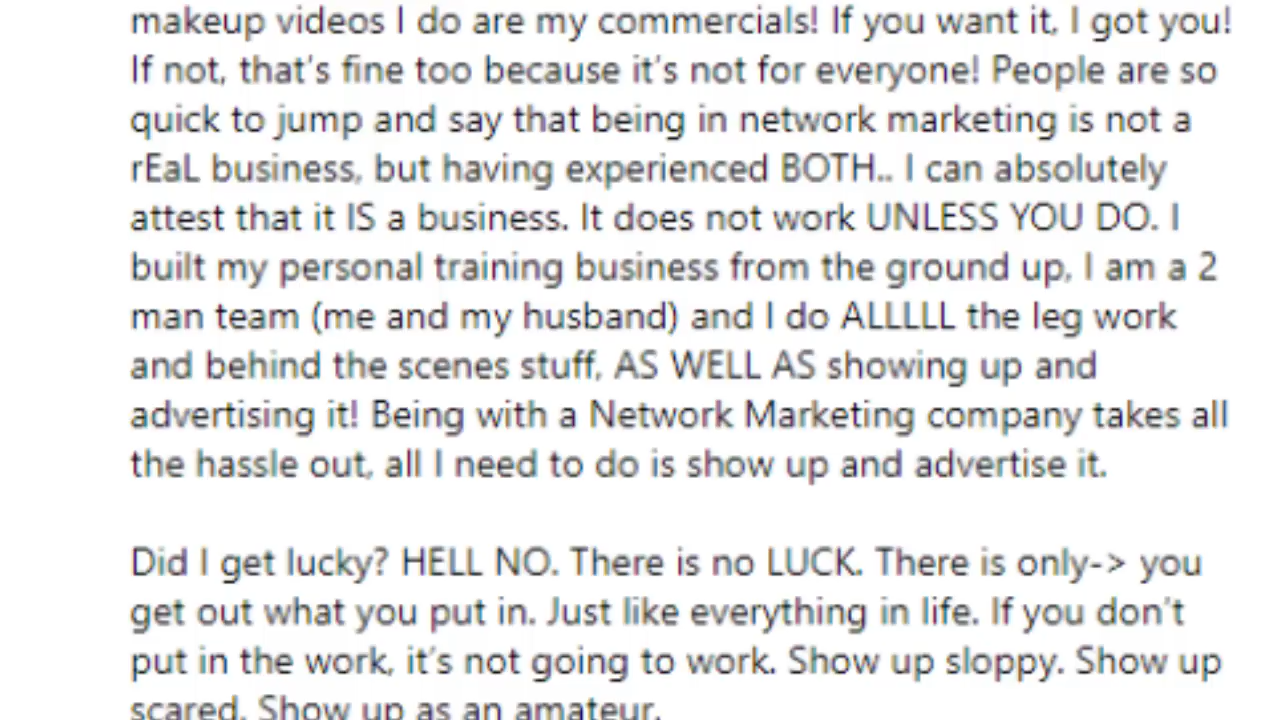 makeup videos I do are my commercials! If you want it, I got you!
If not, that's fine too because it's not for everyone! People are so
quick to jump and say that being in network marketing is not a
rEaL business, but having experienced BOTH.. I can absolutely
attest that it IS a business. It does not work UNLESS YOU DO. I
built my personal training business from the ground up, I am a 2
man team (me and my husband) and I do ALLLLL the leg work
and behind the scenes stuff, AS WELL AS showing up and
advertising it! Being with a Network Marketing company takes all
the hassle out, all I need to do is show up and advertise it.
Did I get lucky? HELL NO. There is no LUCK. There is only-> you
get out what you put in. Just like everything in life. If you don't
put in the work, it's not going to work. Show up sloppy. Show up
scared. Show up as an amateur.